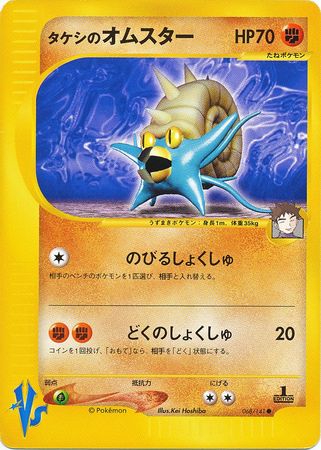 タケシのオムスター HP70
たねポケモン
うずまきポケモン:身長1m、体重35kg
のびるしょくしゅ
相手のベンチのポケモンを1匹選び、相手と入れ替える。
どくのしょくしゅ 20
コインを1回投げ、「おもて」なら、相手を「どく」状態にする。
弱点 抵抗力 にげる
1 EDITION
VS
©Pokémon Illus.Kei Hoshiba 068/141